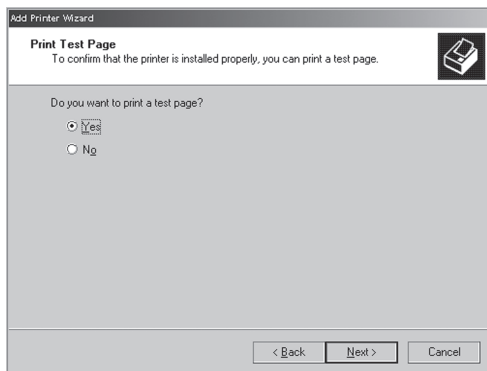 Add Printer Wizard
Print Test Page
To confirm that the printer is installed properly, you can print a test page.
Do you want to print a test page?
Yes
No
< Back Next > Cancel